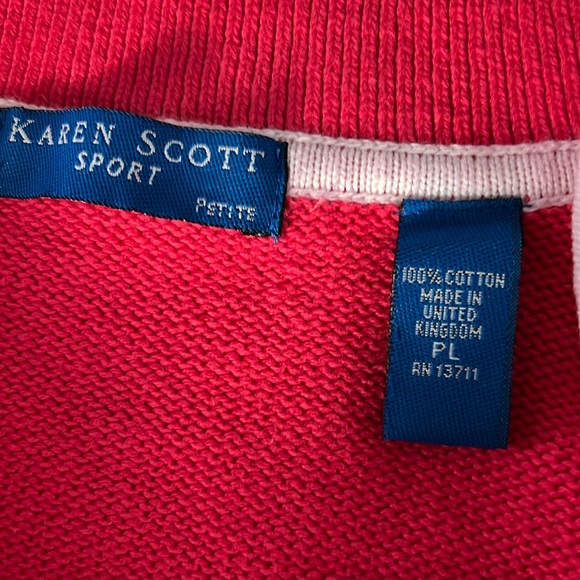 KAREN SCOTT
SPORT
PETITE
100% COTTON
MADE IN
UNITED
KINGDOM
PL
RN 13711